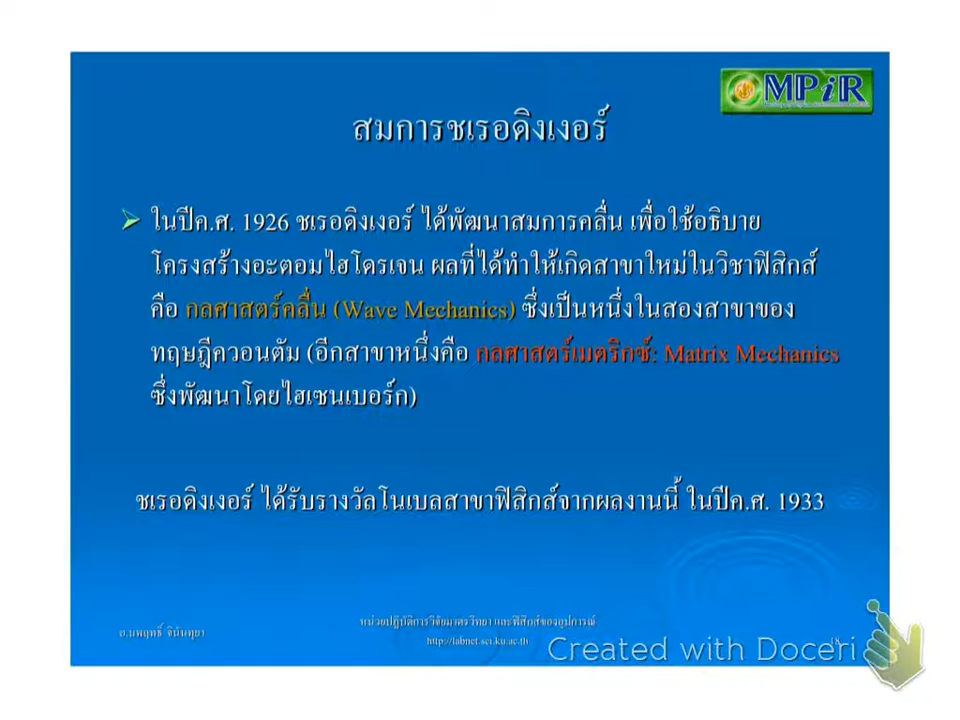 MPiR
สมการชเรอดิงเงอร์
ในปีค.ศ. 1926 ชเรอดิงเงอร์ ได้พัฒนาสมการคลื่น เพื่อใช้อธิบาย
โครงสร้างอะตอมไฮโดรเจน ผลที่ได้ทำให้เกิดสาขาใหม่ในวิชาฟิสิกส์
คือ กลศาสตร์คลื่น (Wave Mechanics) ซึ่งเป็นหนึ่งในสองสาขาของ
ทฤษฎีควอนตัม (อีกสาขาหนึ่งคือ กลศาสตร์เมตริกซ์: Matrix Mechanics
ซึ่งพัฒนาโดยไฮเซนเบอร์ก)
ชเรอดิงเงอร์ ได้รับรางวัลโนเบลสาขาฟิสิกส์จากผลงานนี้ ในปีค.ศ. 1933
อ.นพฤทธิ์ จินันทุยา
หน่วยปฏิบัติการวิจัยมาตรวิทยา และฟิสิกส์ของอุปกรณ์
http://labnet.sci.ku.ac.th
18
Created with Doceri